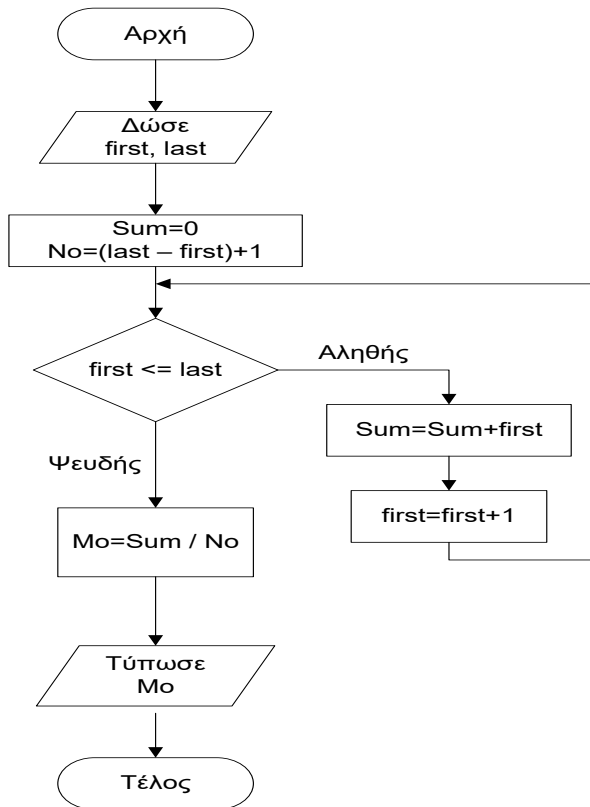 Αρχή
Δώσε
first, last
Sum=0
No=(last – first)+1
first <= last
Αληθής
Sum=Sum+first
first=first+1
Ψευδής
Mo=Sum / No
Τύπωσε
Mo
Τέλος